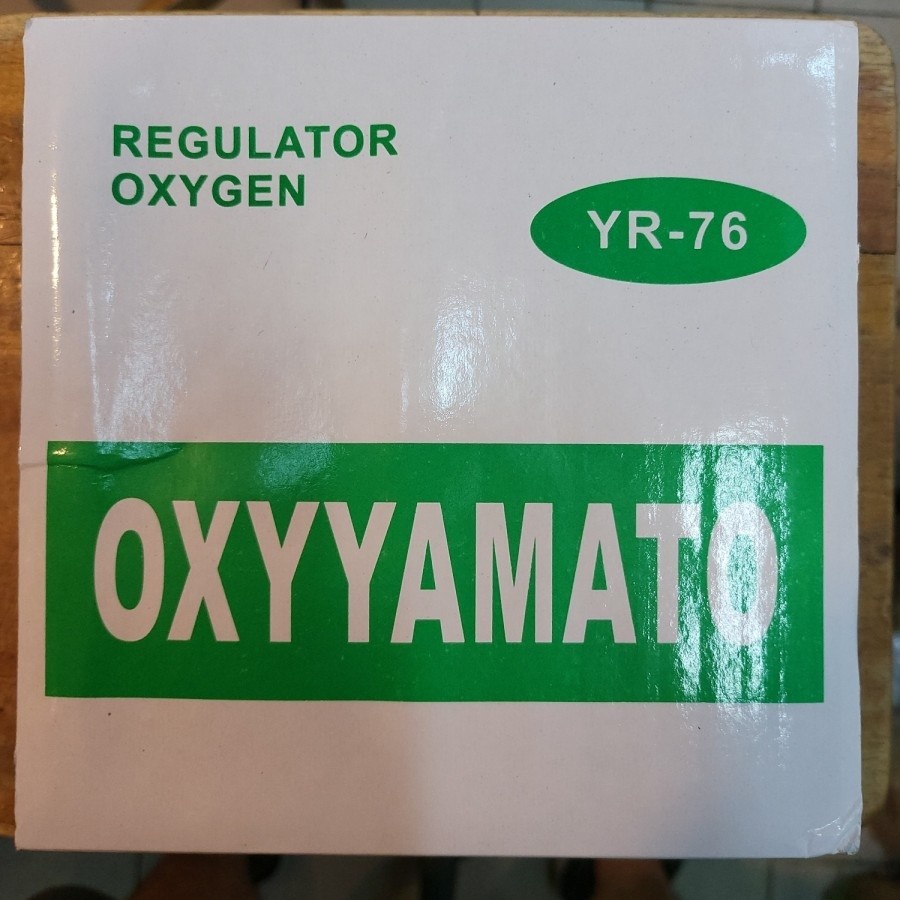 REGULATOR
OXYGEN
YR-76
OXYYAMATO